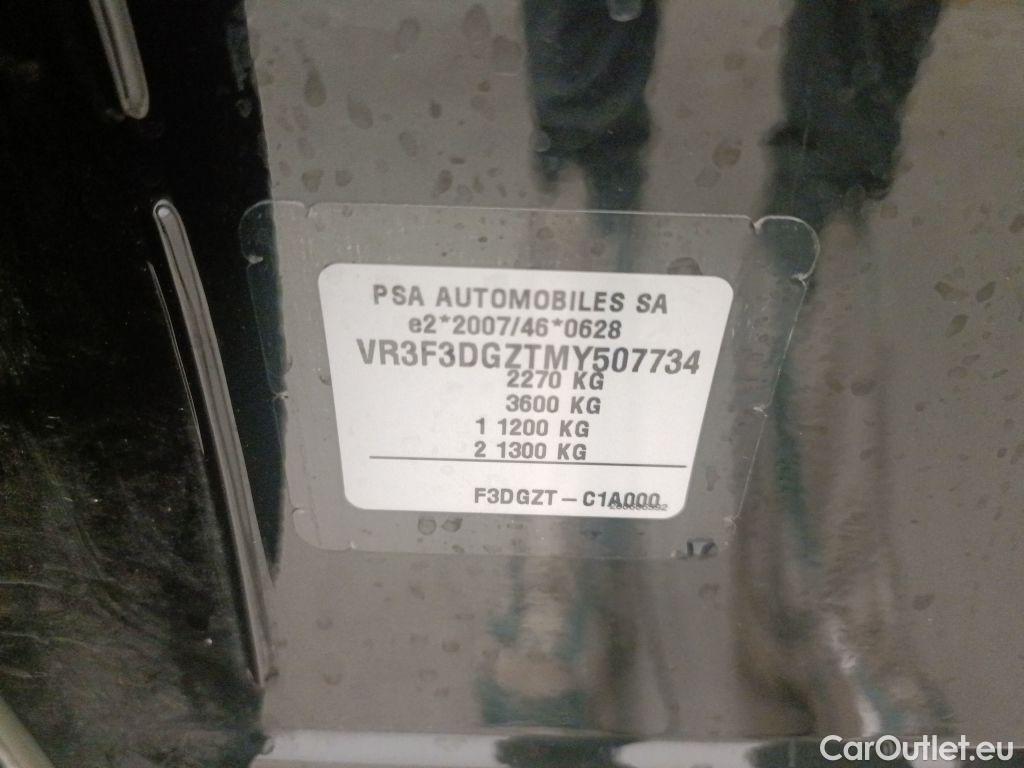 PSA AUTOMOBILES SA
e2*2007/46*0628
VR3F3DGZTMY507734
2270 KG
3600 KG
1 1200 KG
2 1300 KG
F3DGZT – C1A000
CarOutlet.eu